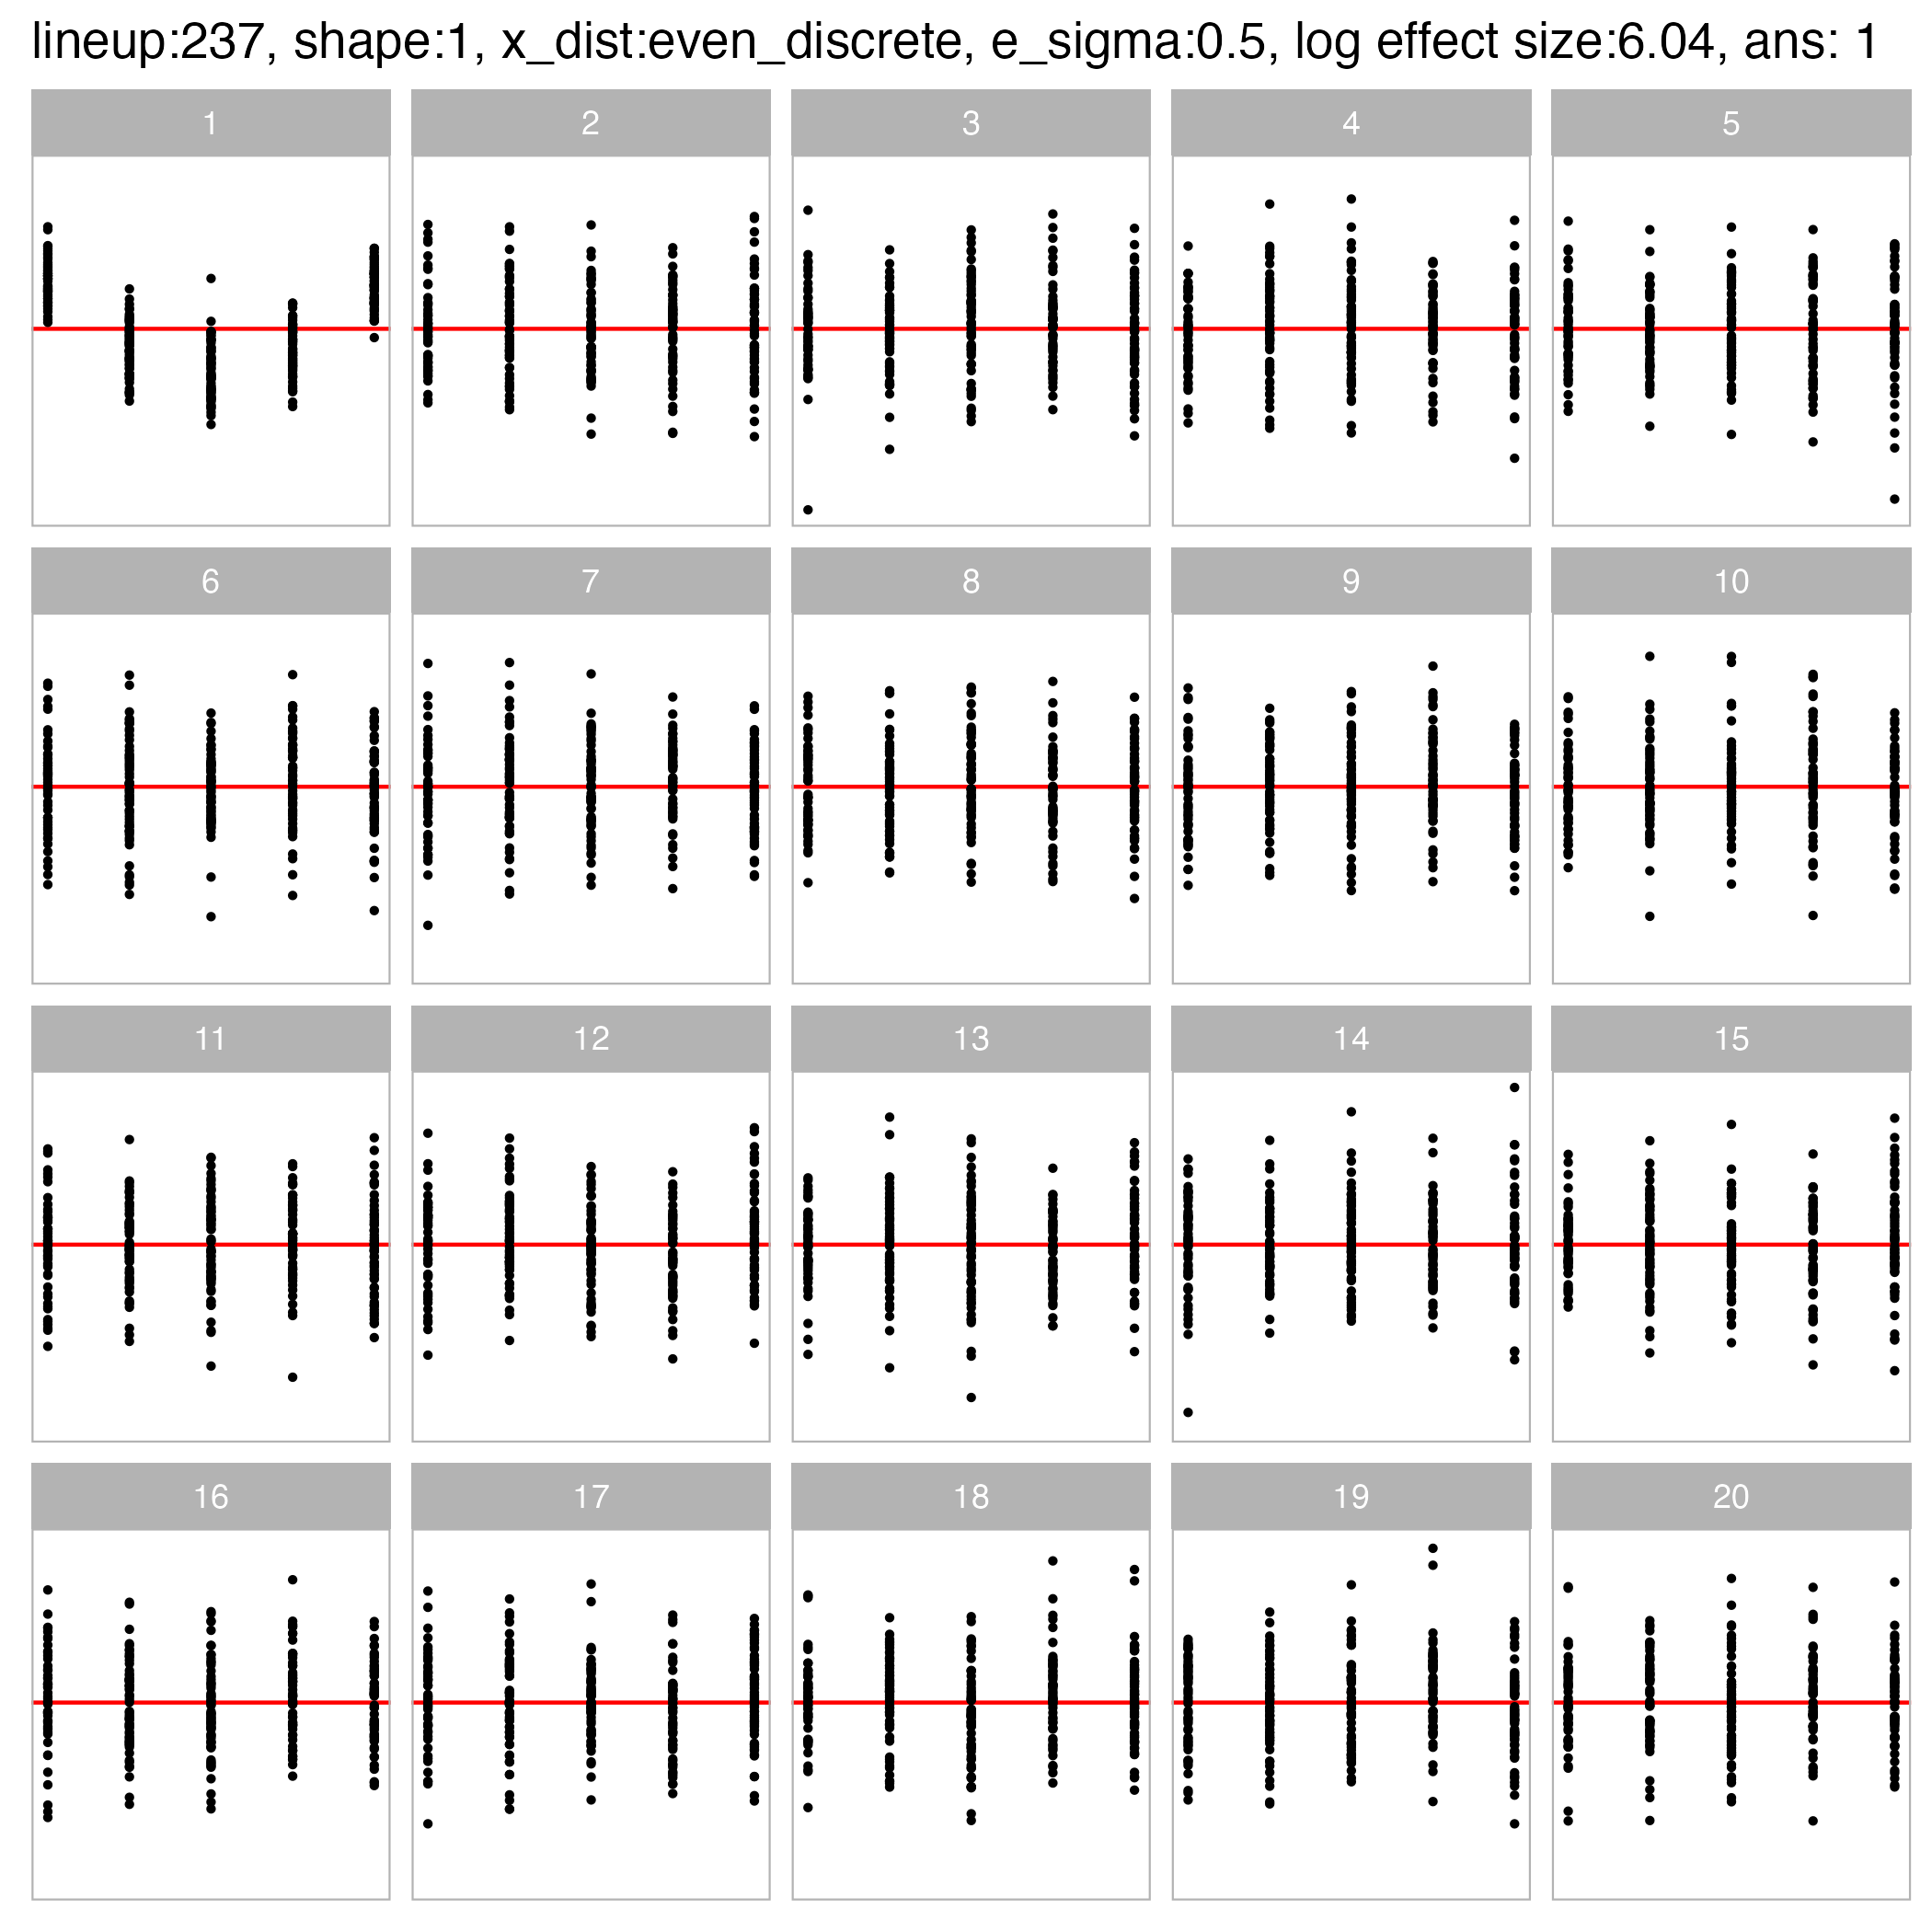 lineup:237, shape:1, x_dist:even_discrete, e_sigma:0.5, log effect size:6.04, ans: 1
1 2 3 4 5
6 7 8 9 10
11 12 13 14 15
16 17 18 19 20